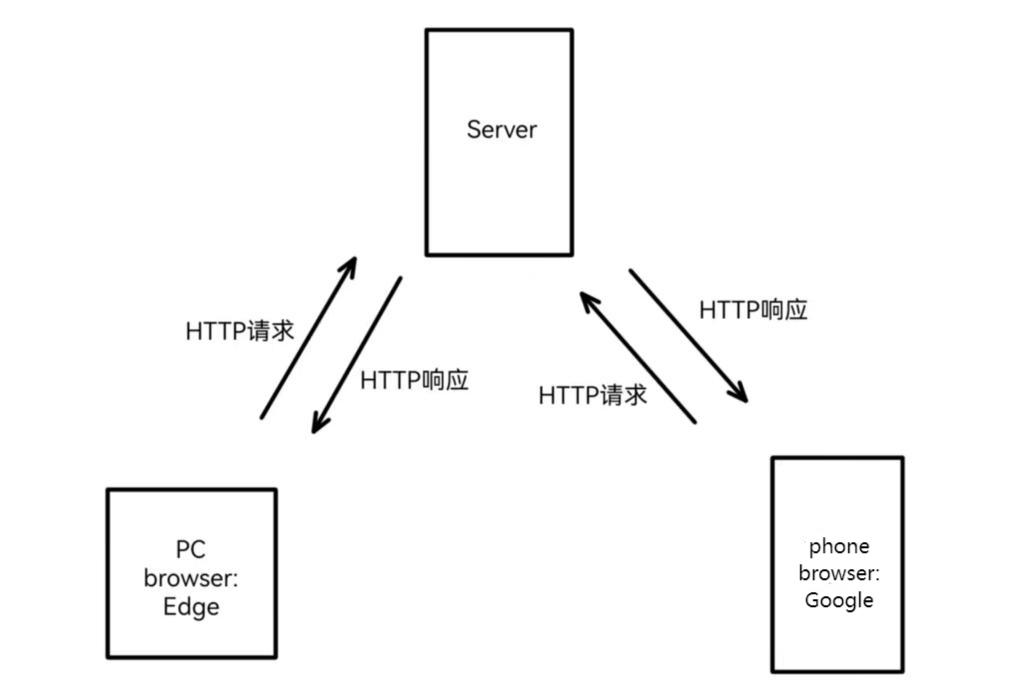 Server
HTTP请求
HTTP响应
HTTP响应
HTTP请求
PC
browser:
Edge
phone
browser:
Google